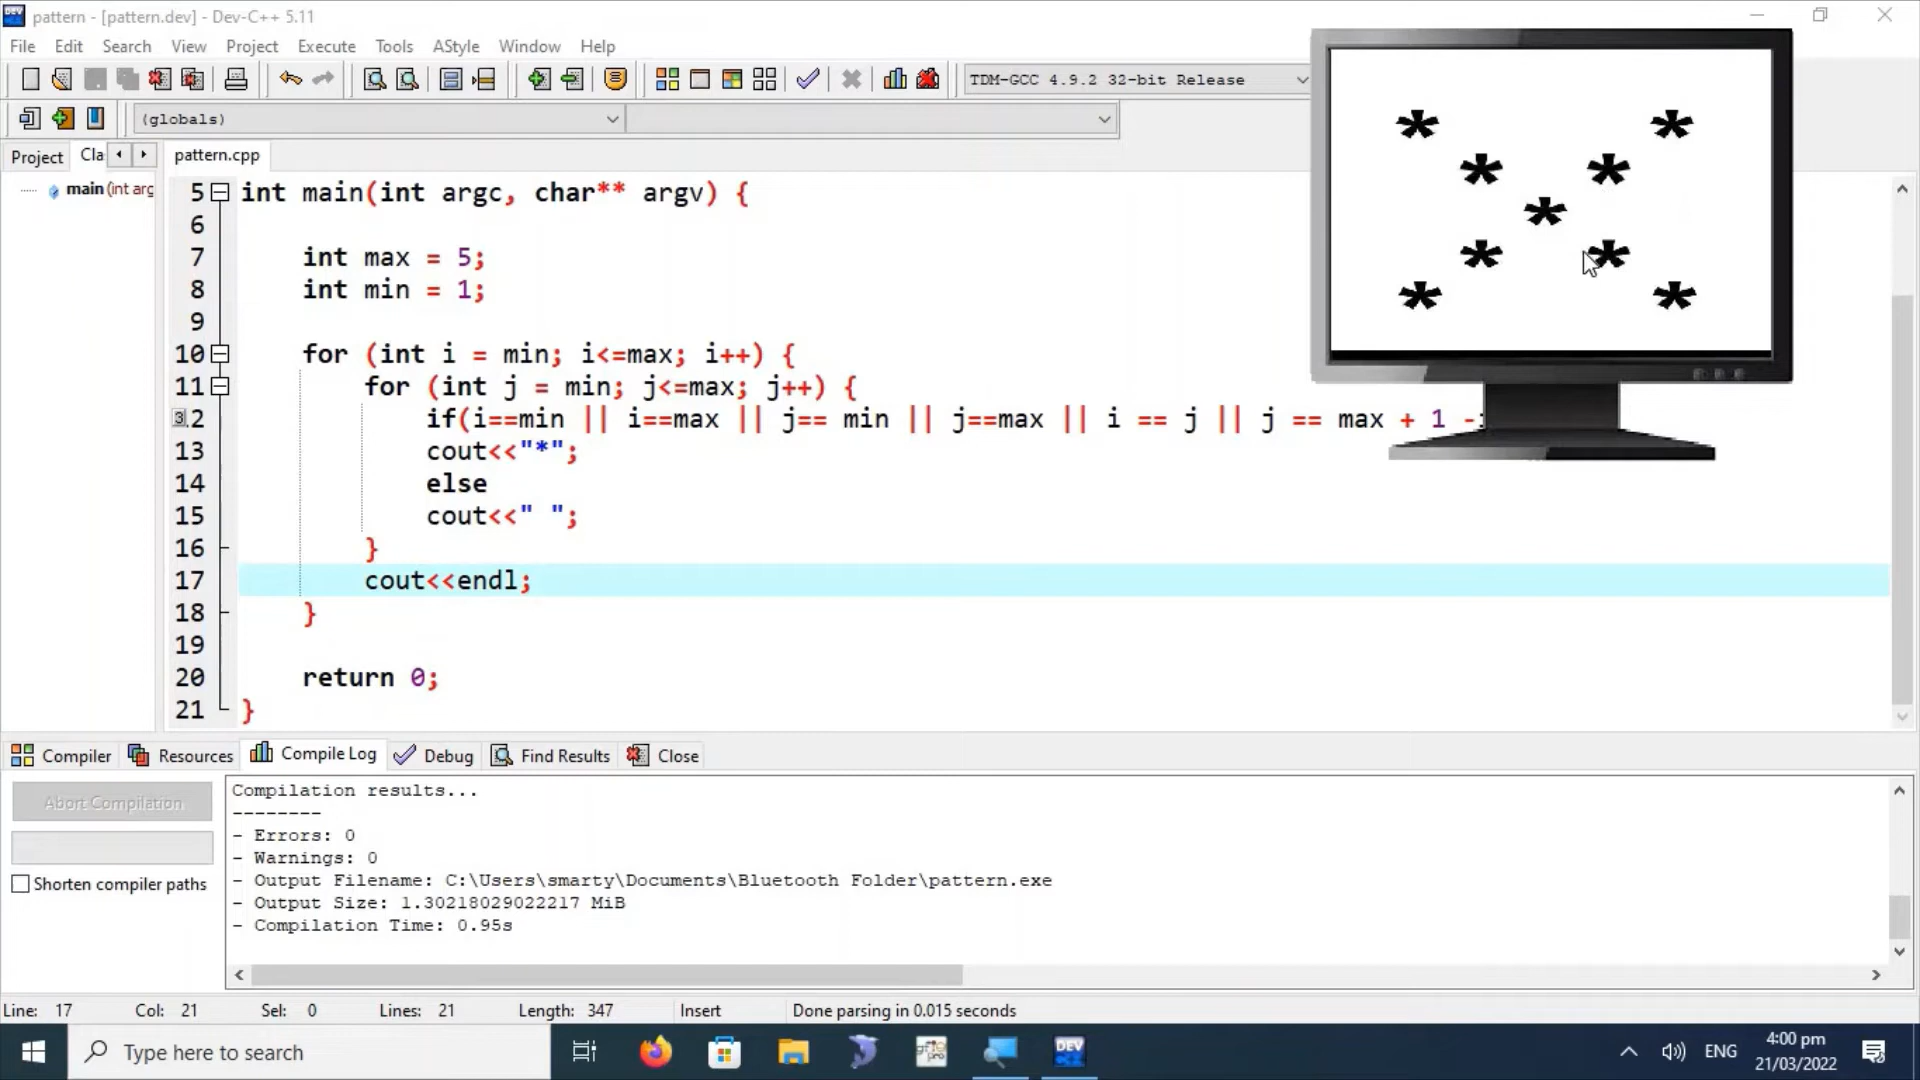 pattern - [pattern.dev] - Dev-C++ 5.11
File Edit Search View Project Execute Tools AStyle Window Help
TDM-GCC 4.9.2 32-bit Release
(globals)
Project Cla
pattern.cpp
main (int arg
5 int main(int argc, char** argv) {
6
7 int max = 5;
8 int min = 1;
9
10 for (int i = min; i<=max; i++) {
11 for (int j = min; j<=max; j++) {
2 if(i==min || i==max || j== min || j==max || i == j || j == max + 1 -
13 cout<<"*";
14 else
15 cout<<" ";
16 }
17 cout<<endl;
18 }
19
20 return 0;
21 }
* *
* *
*
* *
* *
Compiler Resources Compile Log Debug Find Results Close
Abort Compilation
Shorten compiler paths
Compilation results...
--------
- Errors: 0
- Warnings: 0
- Output Filename: C:\Users\smarty\Documents\Bluetooth Folder\pattern.exe
- Output Size: 1.30218029022217 MiB
- Compilation Time: 0.95s
Line: 17 Col: 21 Sel: 0 Lines: 21 Length: 347 Insert Done parsing in 0.015 seconds
Type here to search
DEV
ENG
4:00 pm
21/03/2022